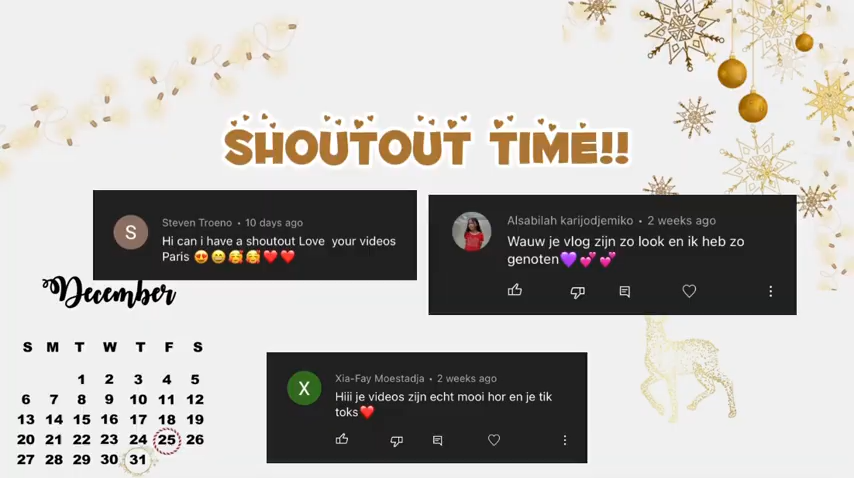 SHOUTOUT TIME!!
Steven Troeno • 10 days ago
Hi can i have a shoutout Love your videos
Paris 😍😄🥰🥰❤️❤️
Alsabilah karijodjemiko • 2 weeks ago
Wauw je vlog zijn zo look en ik heb zo
genoten💜💕💕
December
S M T W T F S
1 2 3 4 5
6 7 8 9 10 11 12
13 14 15 16 17 18 19
20 21 22 23 24 25 26
27 28 29 30 31
X
Xia-Fay Moestadja • 2 weeks ago
Hiii je videos zijn echt mooi hor en je tik
toks❤️